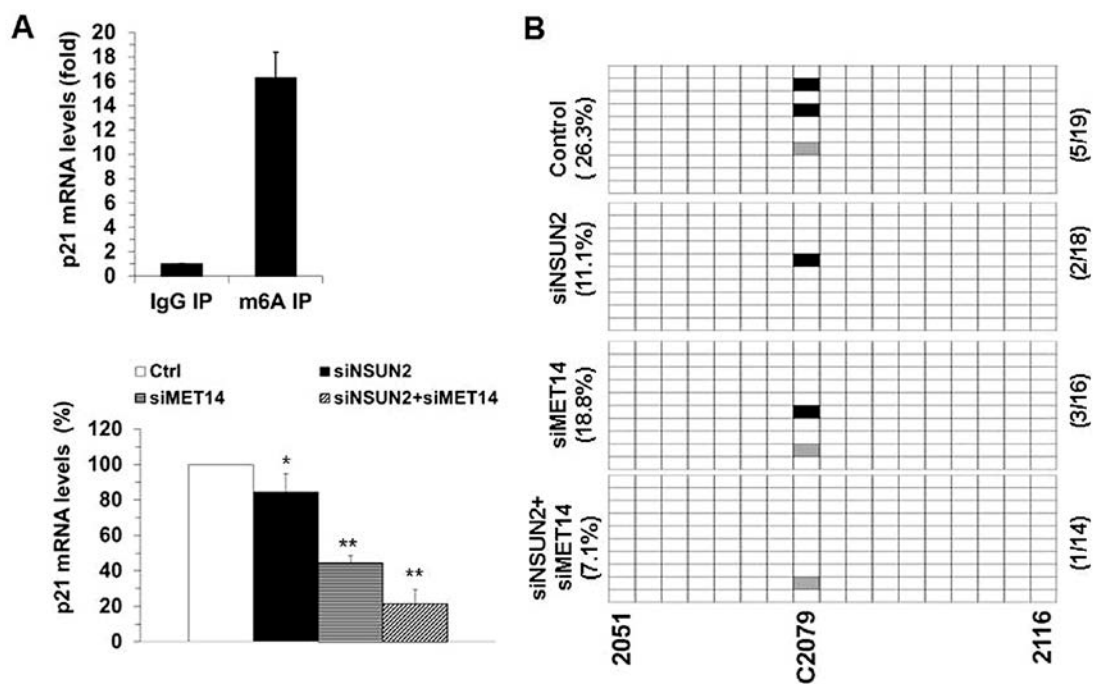 A
p21 mRNA levels (fold)
20
18
16
14
12
10
8
6
4
2
0
IgG IP m6A IP
Ctrl siNSUN2
siMET14 siNSUN2+siMET14
p21 mRNA levels (%)
120
100
80
60
40
20
0
*
**
**
B
Control
( 26.3%)
(5/19)
siNSUN2
(11.1%)
(2/18)
siMET14
(18.8%)
(3/16)
siNSUN2+
siMET14
(7.1%)
(1/14)
2051 C2079 2116